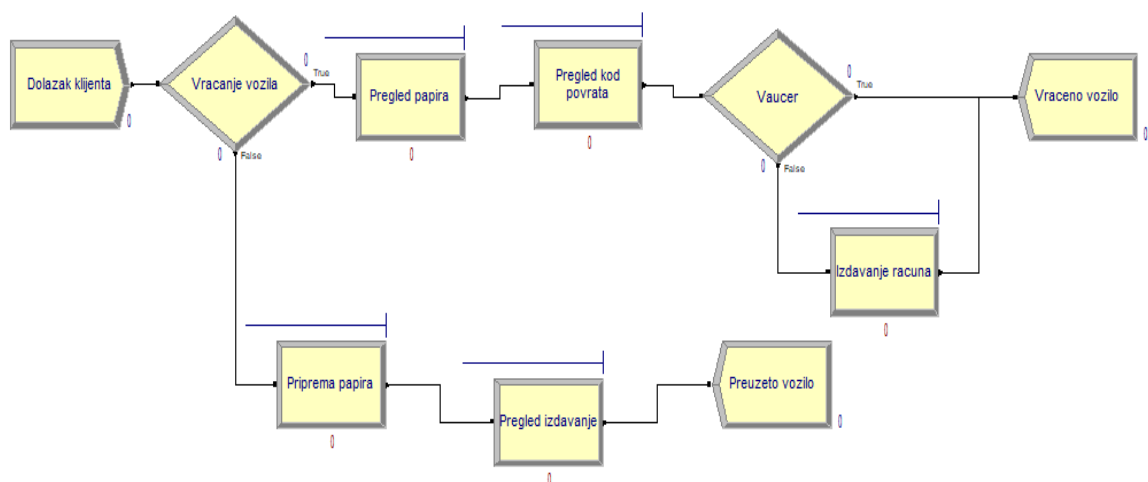 Dolazak klijenta
0
Vracanje vozila
0
True
0
False
Pregled papira
0
Pregled kod
povrata
0
Vaucer
0
True
0
False
Izdavanje racuna
0
Vraceno vozilo
0
Priprema papira
0
Pregled izdavanje
0
Preuzeto vozilo
0